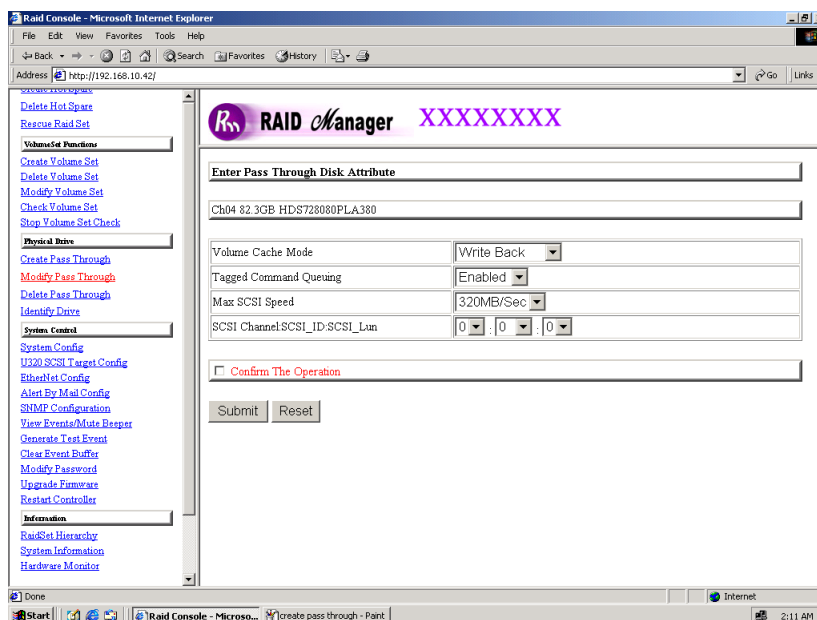 Raid Console - Microsoft Internet Explorer
File Edit View Favorites Tools Help
Back Search Favorites History
Address http://192.168.10.42/ Go Links
Create Hot Spare
Delete Hot Spare
Rescue Raid Set
VolumeSet Functions
Create Volume Set
Delete Volume Set
Modify Volume Set
Check Volume Set
Stop Volume Set Check
Physical Drive
Create Pass Through
Modify Pass Through
Delete Pass Through
Identify Drive
System Control
System Config
U320 SCSI Target Config
EtherNet Config
Alert By Mail Config
SNMP Configuration
View Events/Mute Beeper
Generate Test Event
Clear Event Buffer
Modify Password
Upgrade Firmware
Restart Controller
Information
RaidSet Hierarchy
System Information
Hardware Monitor
Rm RAID Manager XXXXXXXX
Enter Pass Through Disk Attribute
Ch04 82.3GB HDS728080PLA380
Volume Cache Mode Write Back
Tagged Command Queuing Enabled
Max SCSI Speed 320MB/Sec
SCSI Channel:SCSI_ID:SCSI_Lun 0 : 0 : 0
Confirm The Operation
Submit Reset
Done Internet
Start Raid Console - Microso... create pass through - Paint 2:11 AM